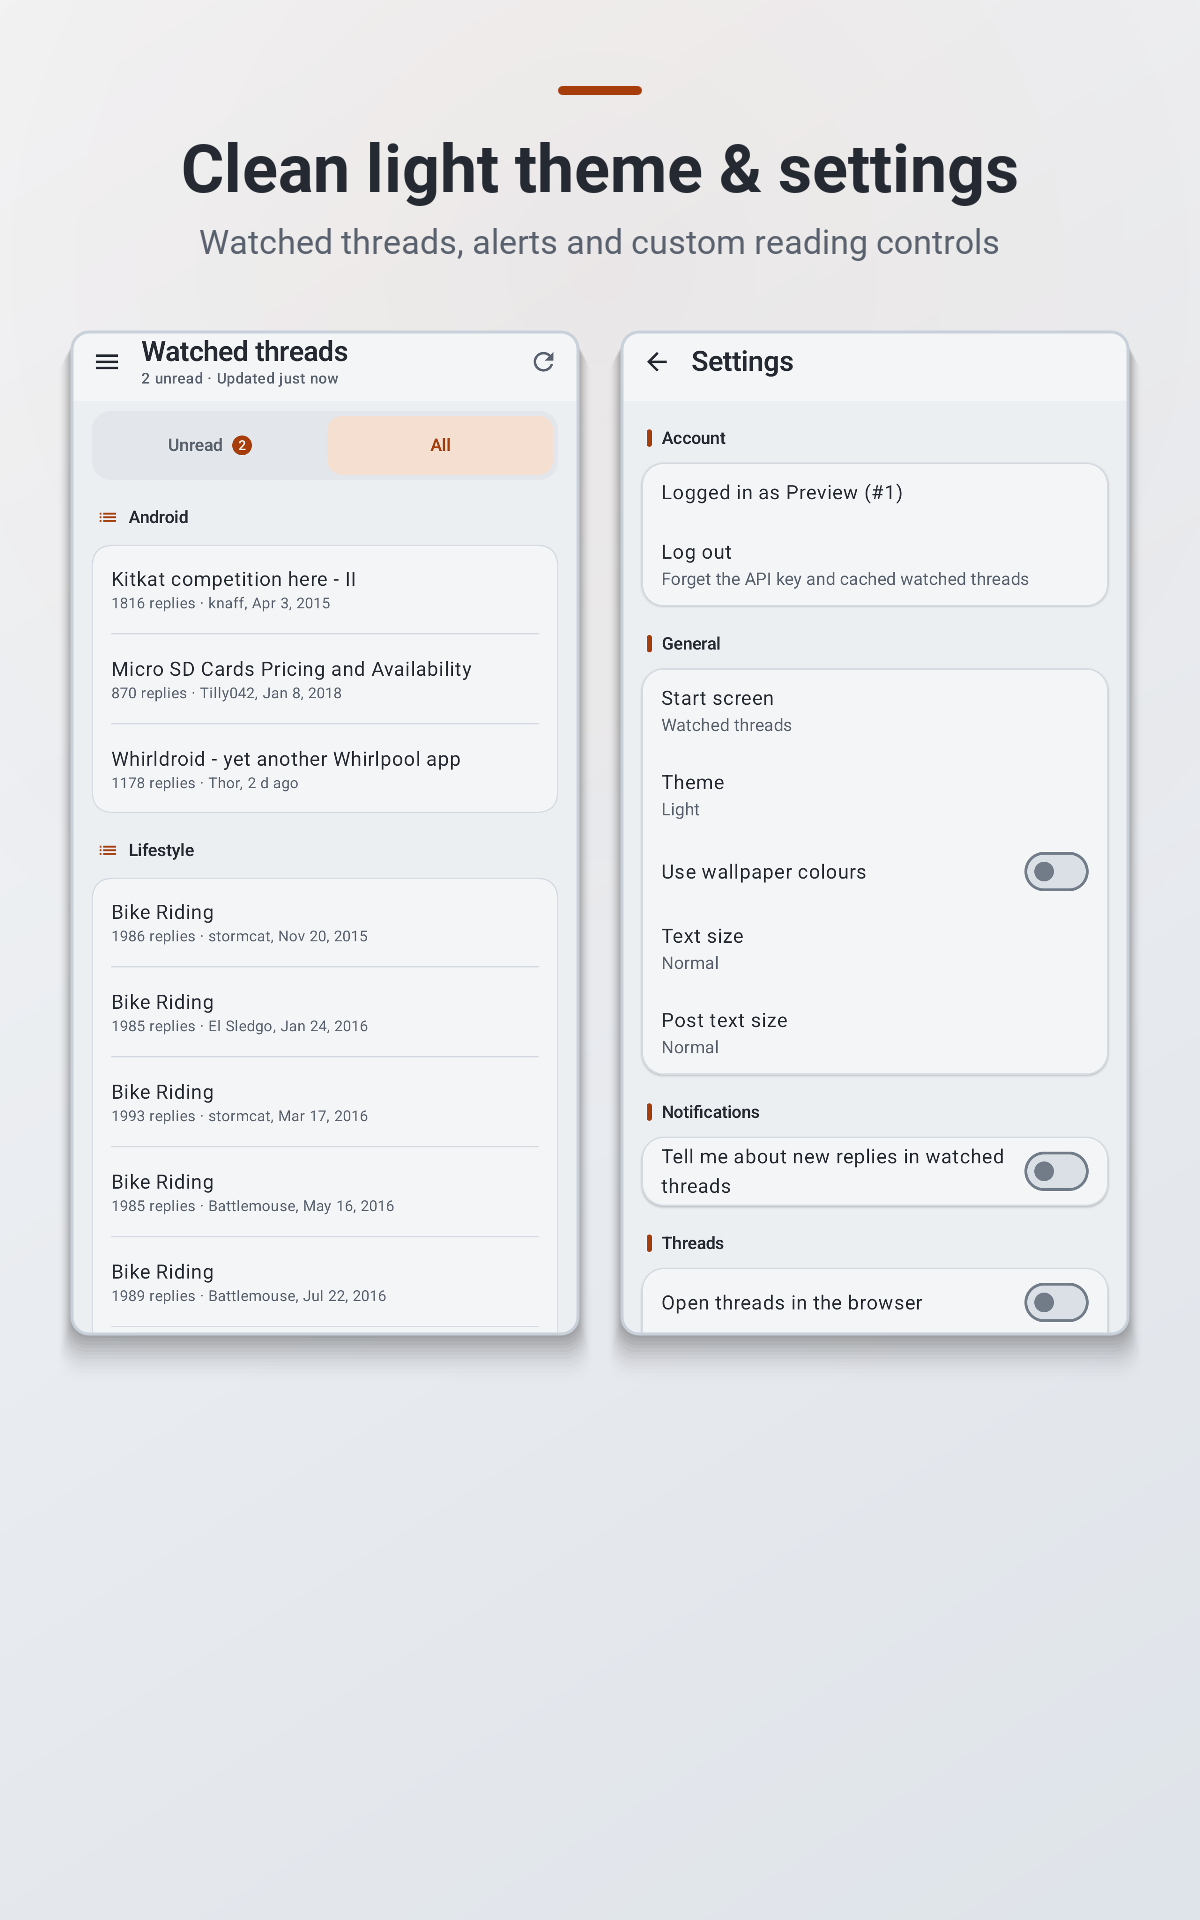 Clean light theme & settings
Watched threads, alerts and custom reading controls
Watched threads
2 unread · Updated just now
Unread 2
All
Android
Kitkat competition here - II
1816 replies · knaff, Apr 3, 2015
Micro SD Cards Pricing and Availability
870 replies · Tilly042, Jan 8, 2018
Whirldroid - yet another Whirlpool app
1178 replies · Thor, 2 d ago
Lifestyle
Bike Riding
1986 replies · stormcat, Nov 20, 2015
Bike Riding
1985 replies · El Sledgo, Jan 24, 2016
Bike Riding
1993 replies · stormcat, Mar 17, 2016
Bike Riding
1985 replies · Battlemouse, May 16, 2016
Bike Riding
1989 replies · Battlemouse, Jul 22, 2016
Settings
Account
Logged in as Preview (#1)
Log out
Forget the API key and cached watched threads
General
Start screen
Watched threads
Theme
Light
Use wallpaper colours
Text size
Normal
Post text size
Normal
Notifications
Tell me about new replies in watched
threads
Threads
Open threads in the browser